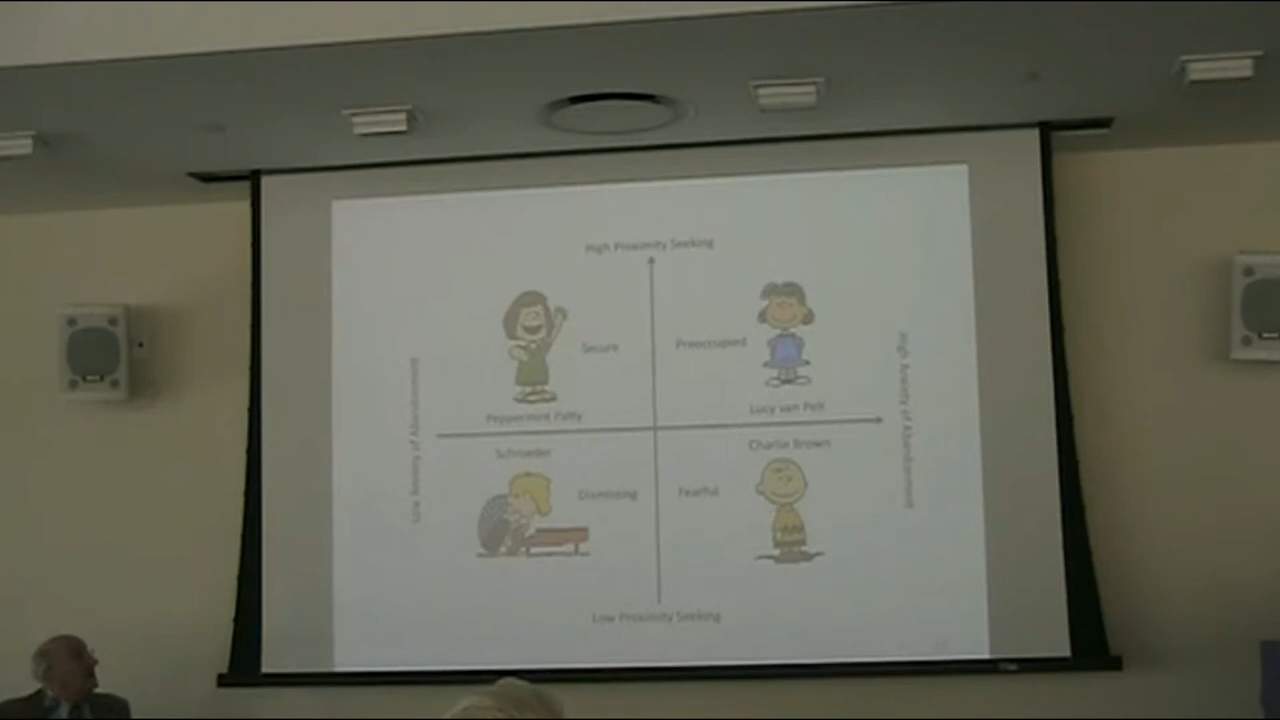 High Proximity Seeking
Secure
Preoccupied
Peppermint Patty
Lucy van Pelt
Low Anxiety of Abandonment
High Anxiety of Abandonment
Schroeder
Charlie Brown
Dismissing
Fearful
Low Proximity Seeking